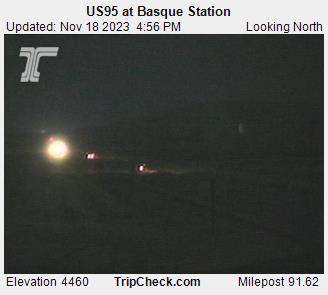 US95 at Basque Station
Updated: Nov 18 2023 4:56 PM Looking North
Elevation 4460 TripCheck.com Milepost 91.62